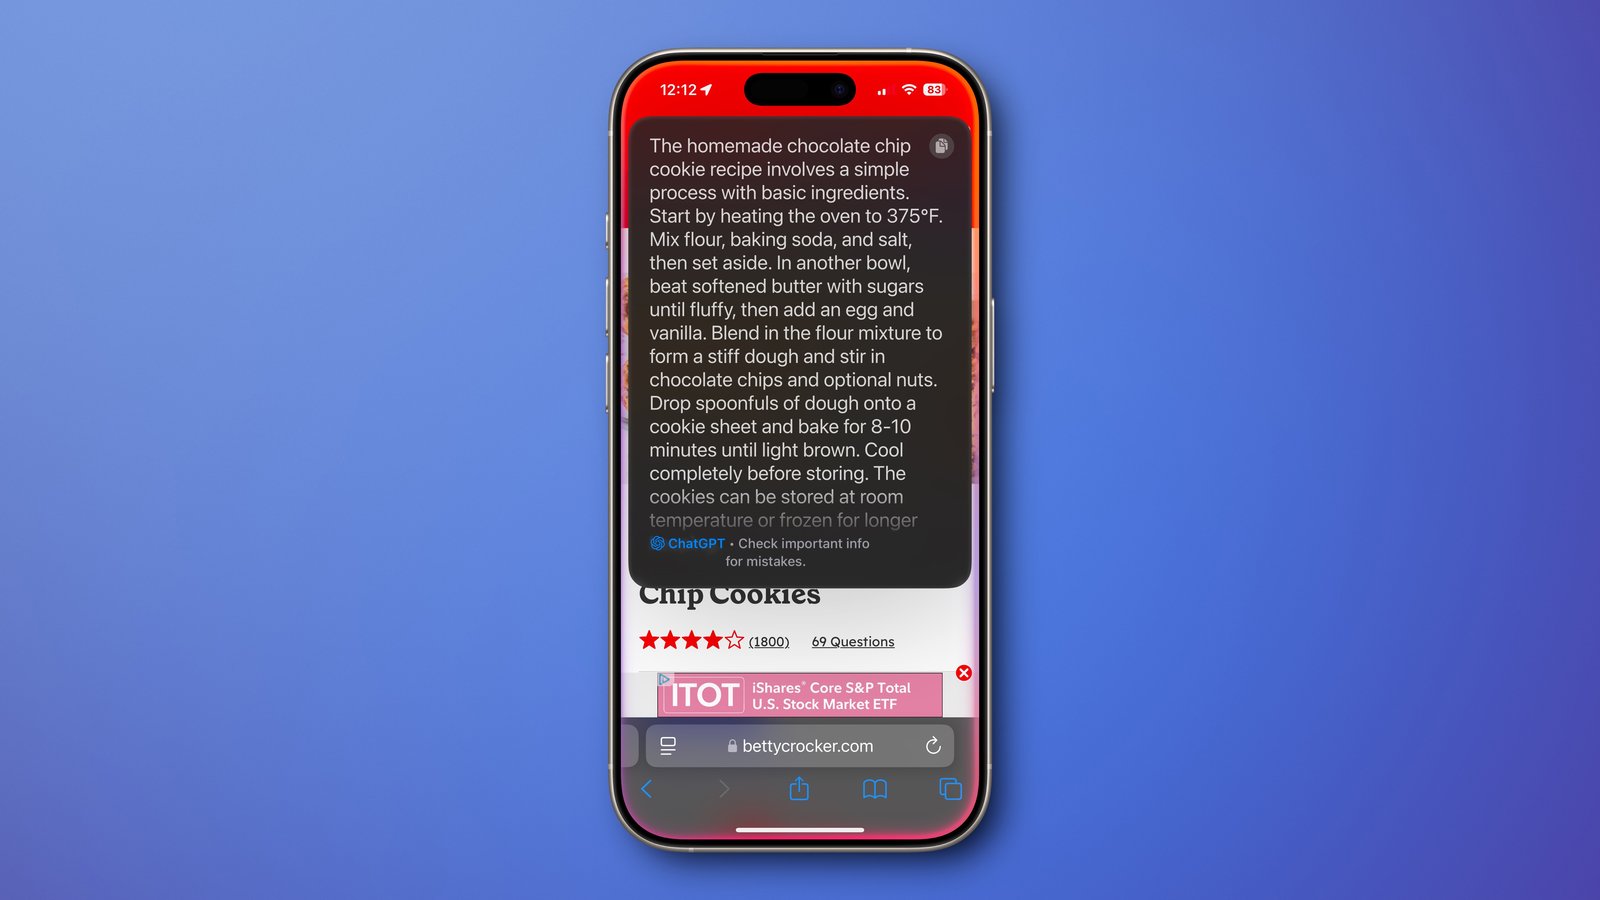 12:12
83
The homemade chocolate chip
cookie recipe involves a simple
process with basic ingredients.
Start by heating the oven to 375°F.
Mix flour, baking soda, and salt,
then set aside. In another bowl,
beat softened butter with sugars
until fluffy, then add an egg and
vanilla. Blend in the flour mixture to
form a stiff dough and stir in
chocolate chips and optional nuts.
Drop spoonfuls of dough onto a
cookie sheet and bake for 8-10
minutes until light brown. Cool
completely before storing. The
cookies can be stored at room
temperature or frozen for longer
ChatGPT • Check important info
for mistakes.
Chip Cookies
(1800) 69 Questions
ITOT
iShares® Core S&P Total
U.S. Stock Market ETF
bettycrocker.com